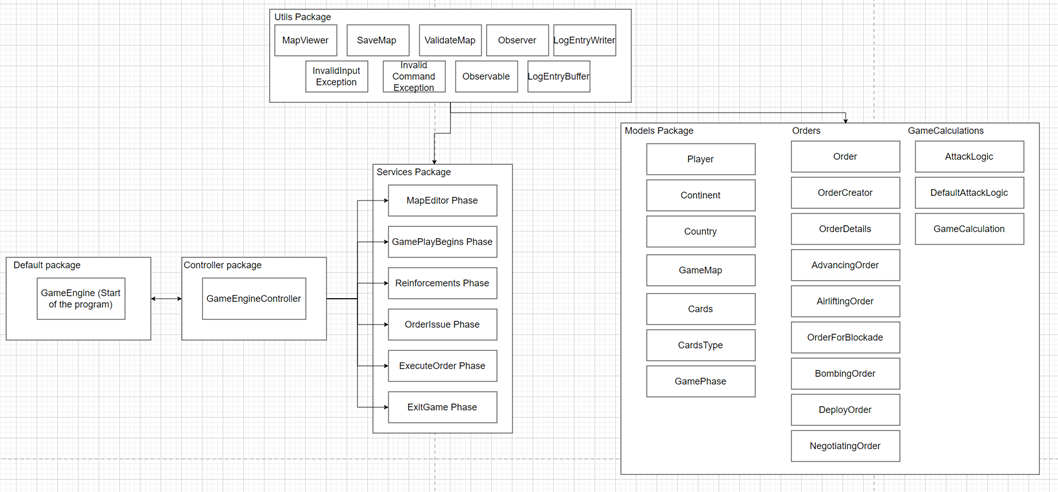 Utils Package
MapViewer
SaveMap
ValidateMap
Observer
LogEntryWriter
InvalidInput
Exception
Invalid
Command
Exception
Observable
LogEntryBuffer
Services Package
MapEditor Phase
GamePlayBegins Phase
Reinforcements Phase
OrderIssue Phase
ExecuteOrder Phase
ExitGame Phase
Default package
GameEngine (Start
of the program)
Controller package
GameEngineController
Models Package
Player
Continent
Country
GameMap
Cards
CardsType
GamePhase
Orders
Order
OrderCreator
OrderDetails
AdvancingOrder
AirliftingOrder
OrderForBlockade
BombingOrder
DeployOrder
NegotiatingOrder
GameCalculations
AttackLogic
DefaultAttackLogic
GameCalculation